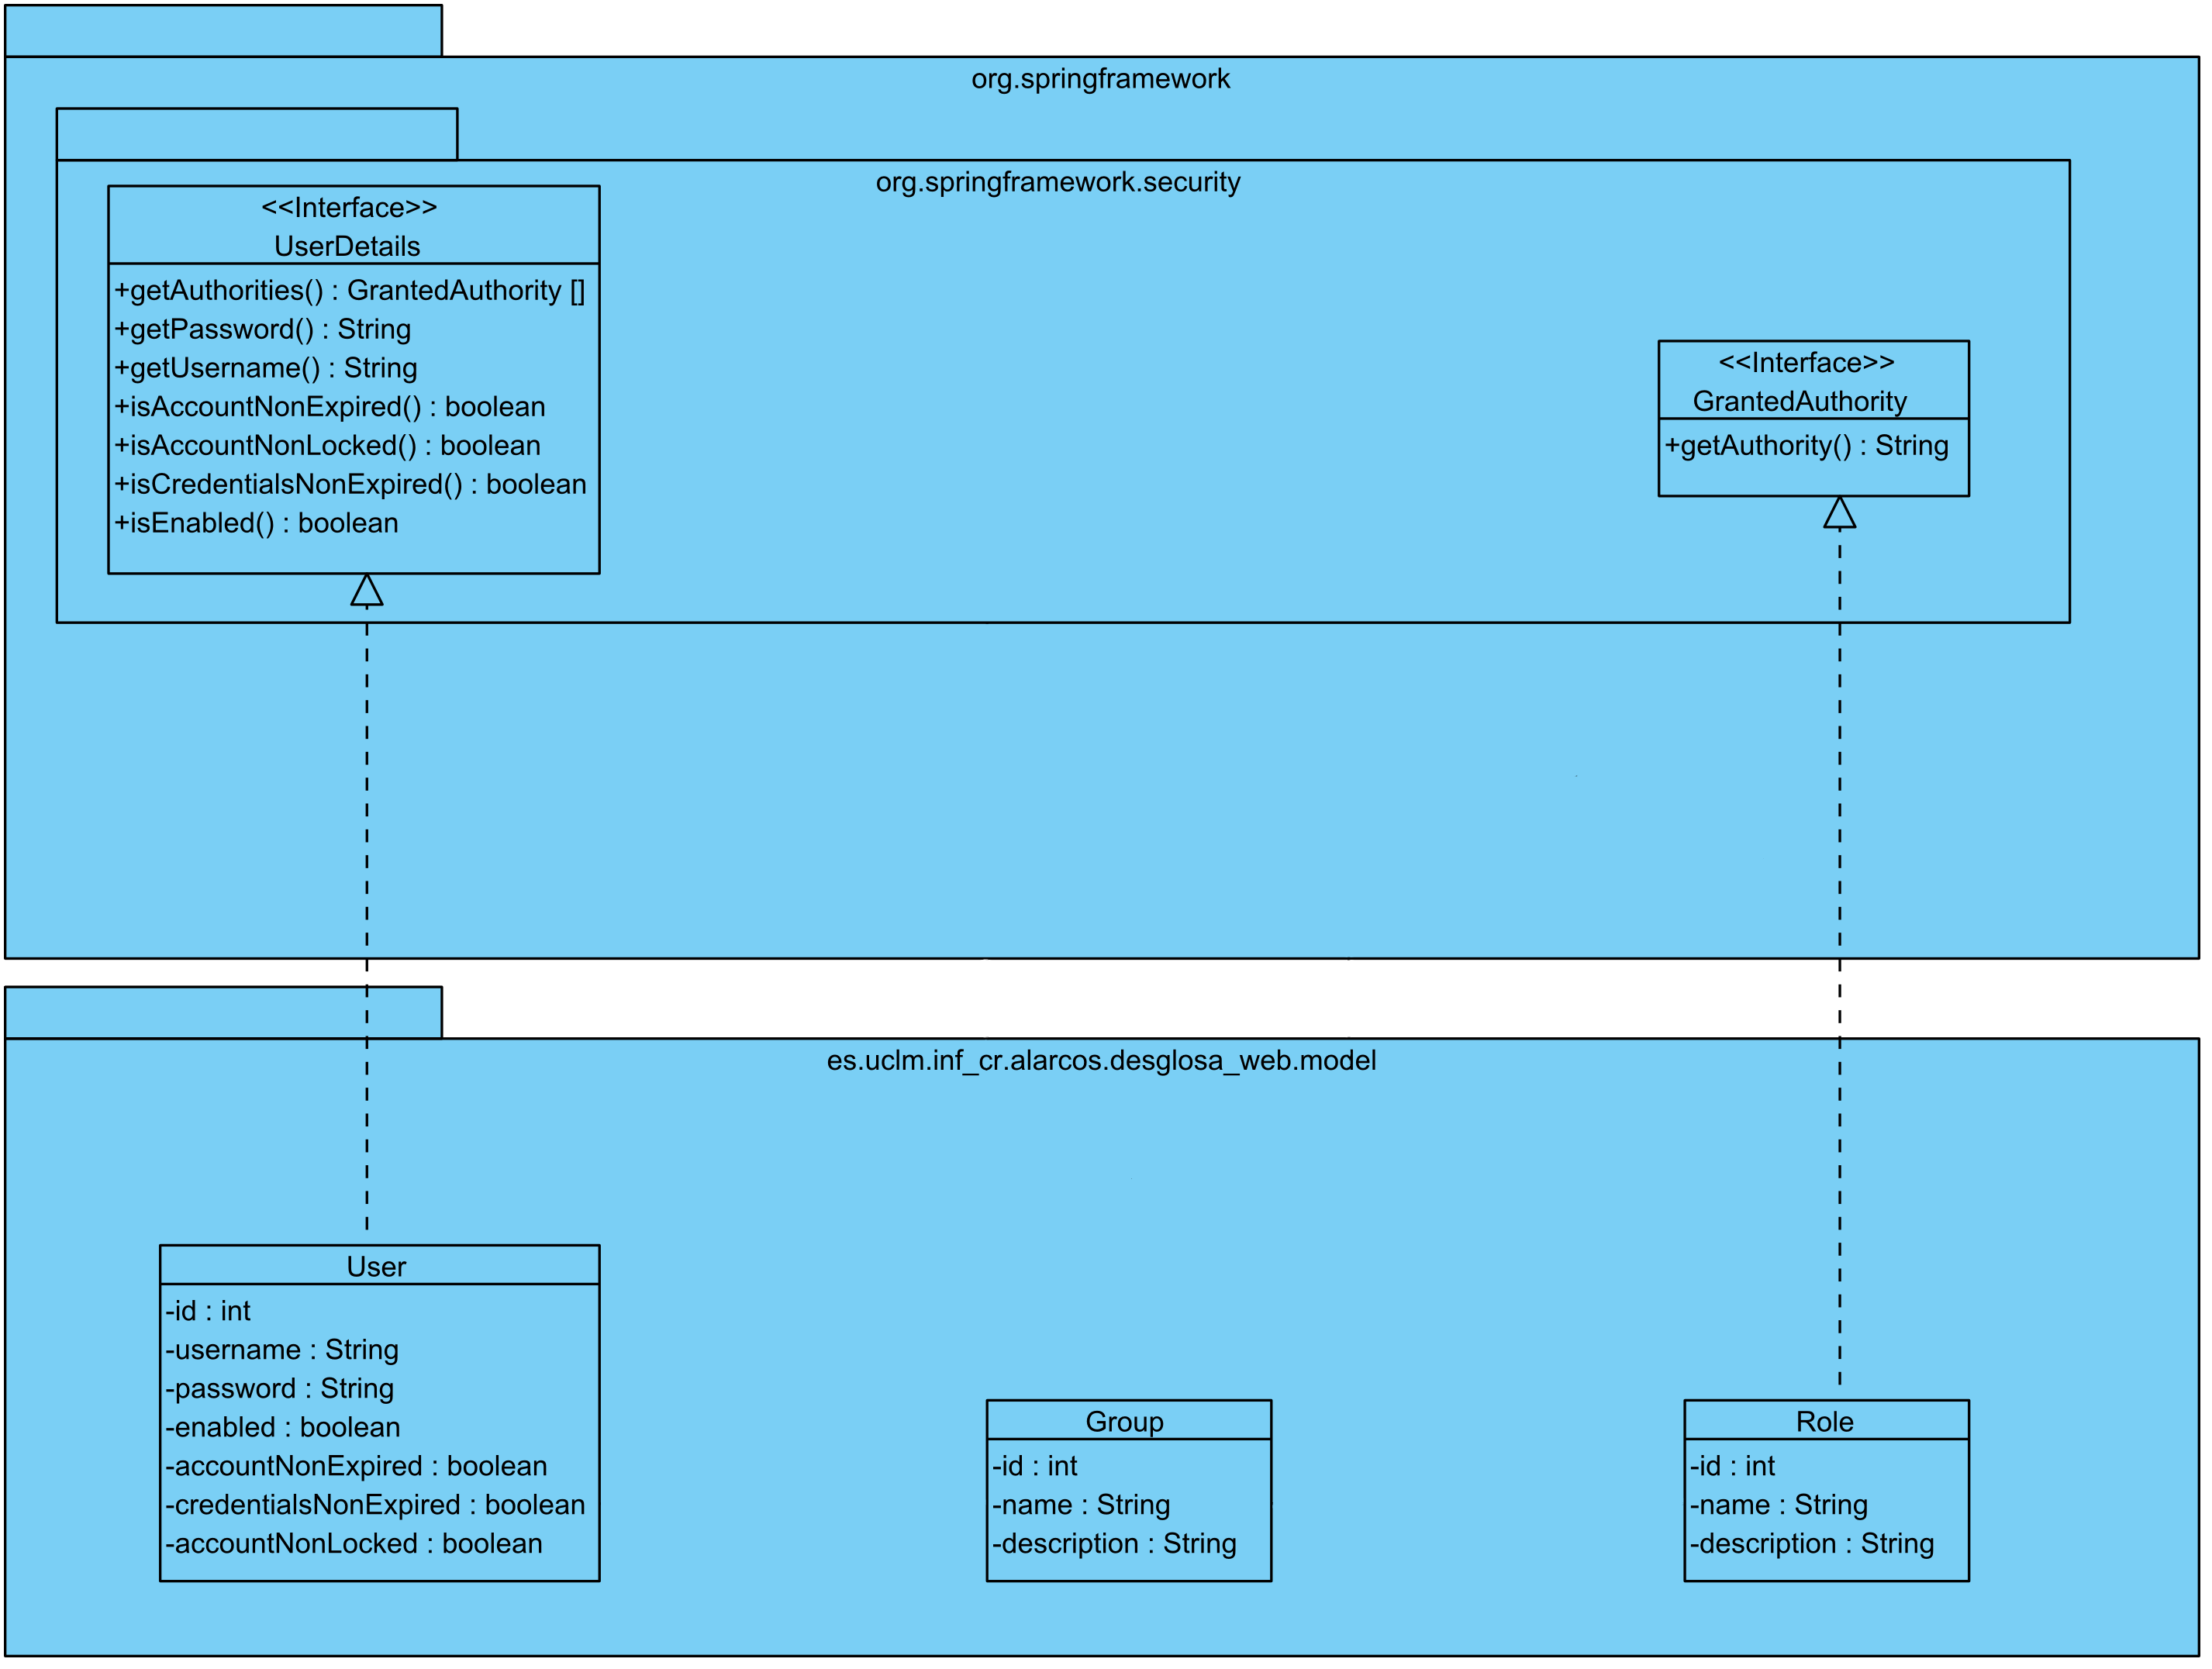 org.springframework
org.springframework.security
<<Interface>>
UserDetails
+getAuthorities() : GrantedAuthority []
+getPassword() : String
+getUsername() : String
+isAccountNonExpired() : boolean
+isAccountNonLocked() : boolean
+isCredentialsNonExpired() : boolean
+isEnabled() : boolean
<<Interface>>
GrantedAuthority
+getAuthority() : String
es.uclm.inf_cr.alarcos.desglosa_web.model
User
-id : int
-username : String
-password : String
-enabled : boolean
-accountNonExpired : boolean
-credentialsNonExpired : boolean
-accountNonLocked : boolean
Group
-id : int
-name : String
-description : String
Role
-id : int
-name : String
-description : String